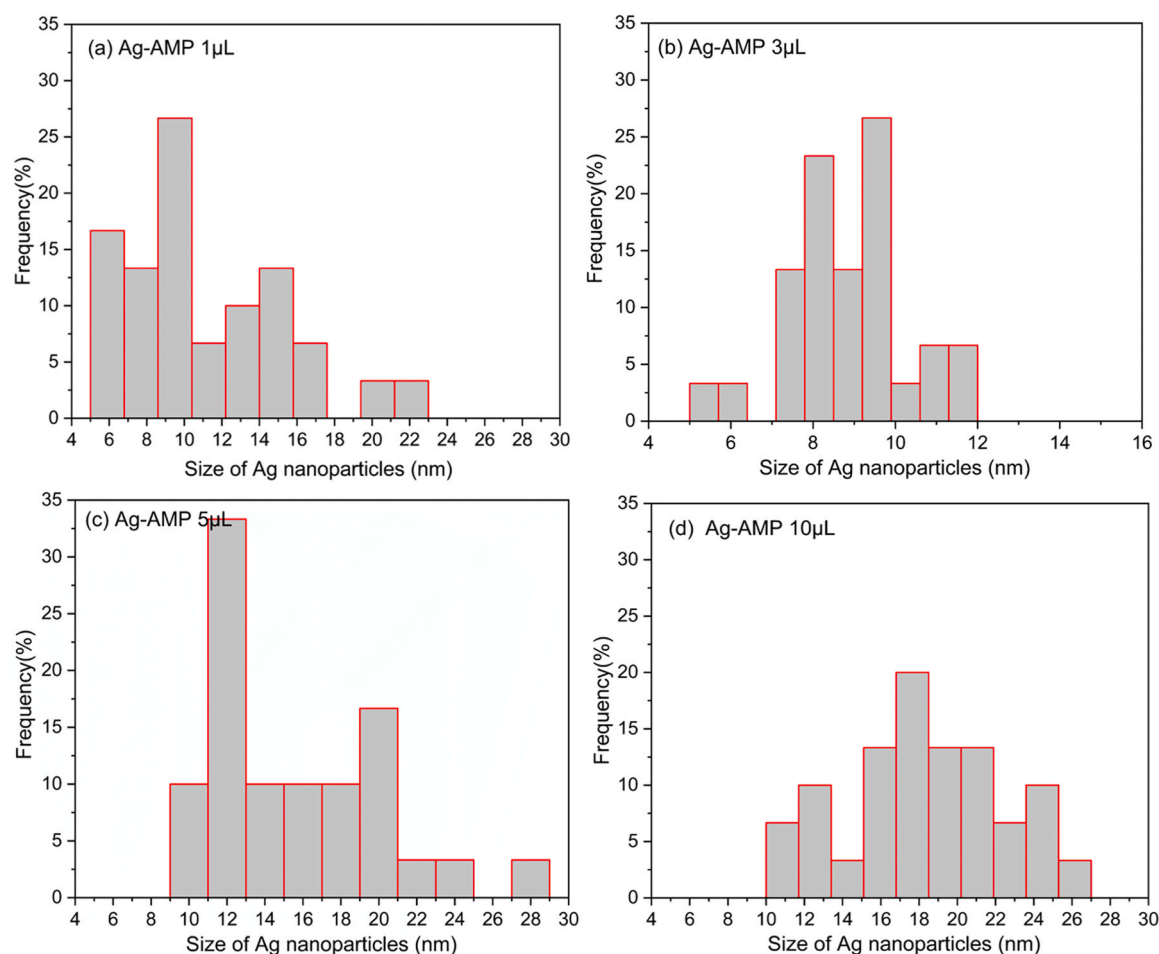 (a) Ag-AMP 1µL
35
30
25
20
15
10
5
0
Frequency(%)
4 6 8 10 12 14 16 18 20 22 24 26 28 30
Size of Ag nanoparticles (nm)
(b) Ag-AMP 3µL
35
30
25
20
15
10
5
0
Frequency(%)
4 6 8 10 12 14 16
Size of Ag nanoparticles (nm)
(c) Ag-AMP 5µL
35
30
25
20
15
10
5
0
Frequency(%)
4 6 8 10 12 14 16 18 20 22 24 26 28 30
Size of Ag nanoparticles (nm)
(d) Ag-AMP 10µL
35
30
25
20
15
10
5
0
Frequency(%)
4 6 8 10 12 14 16 18 20 22 24 26 28 30
Size of Ag nanoparticles (nm)